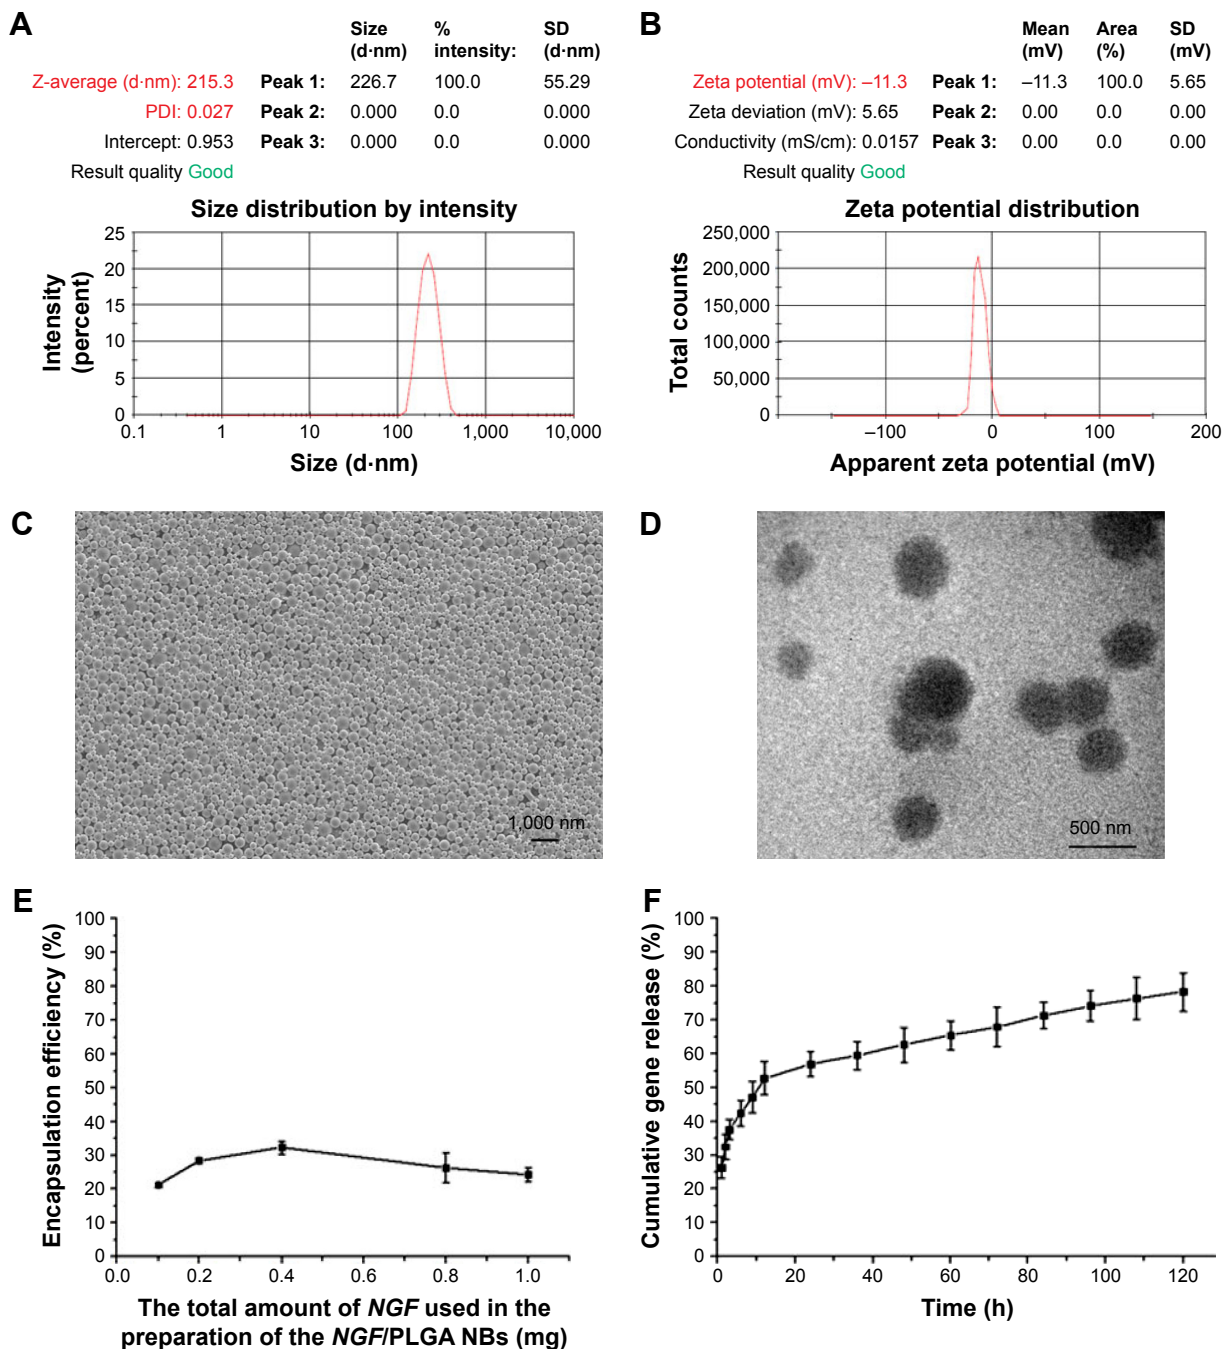 A
Size (d·nm) % intensity: SD (d·nm)
Z-average (d·nm): 215.3 Peak 1: 226.7 100.0 55.29
PDI: 0.027 Peak 2: 0.000 0.0 0.000
Intercept: 0.953 Peak 3: 0.000 0.0 0.000
Result quality Good
Size distribution by intensity
Intensity (percent)
25
20
15
10
5
0
0.1 1 10 100 1,000 10,000
Size (d·nm)
B
Mean (mV) Area (%) SD (mV)
Zeta potential (mV): –11.3 Peak 1: –11.3 100.0 5.65
Zeta deviation (mV): 5.65 Peak 2: 0.00 0.0 0.00
Conductivity (mS/cm): 0.0157 Peak 3: 0.00 0.0 0.00
Result quality Good
Zeta potential distribution
Total counts
250,000
200,000
150,000
100,000
50,000
0
–100 0 100 200
Apparent zeta potential (mV)
C
1,000 nm
D
500 nm
E
Encapsulation efficiency (%)
100
90
80
70
60
50
40
30
20
10
0
0.0 0.2 0.4 0.6 0.8 1.0
The total amount of NGF used in the
preparation of the NGF/PLGA NBs (mg)
F
Cumulative gene release (%)
100
90
80
70
60
50
40
30
20
10
0
0 20 40 60 80 100 120
Time (h)